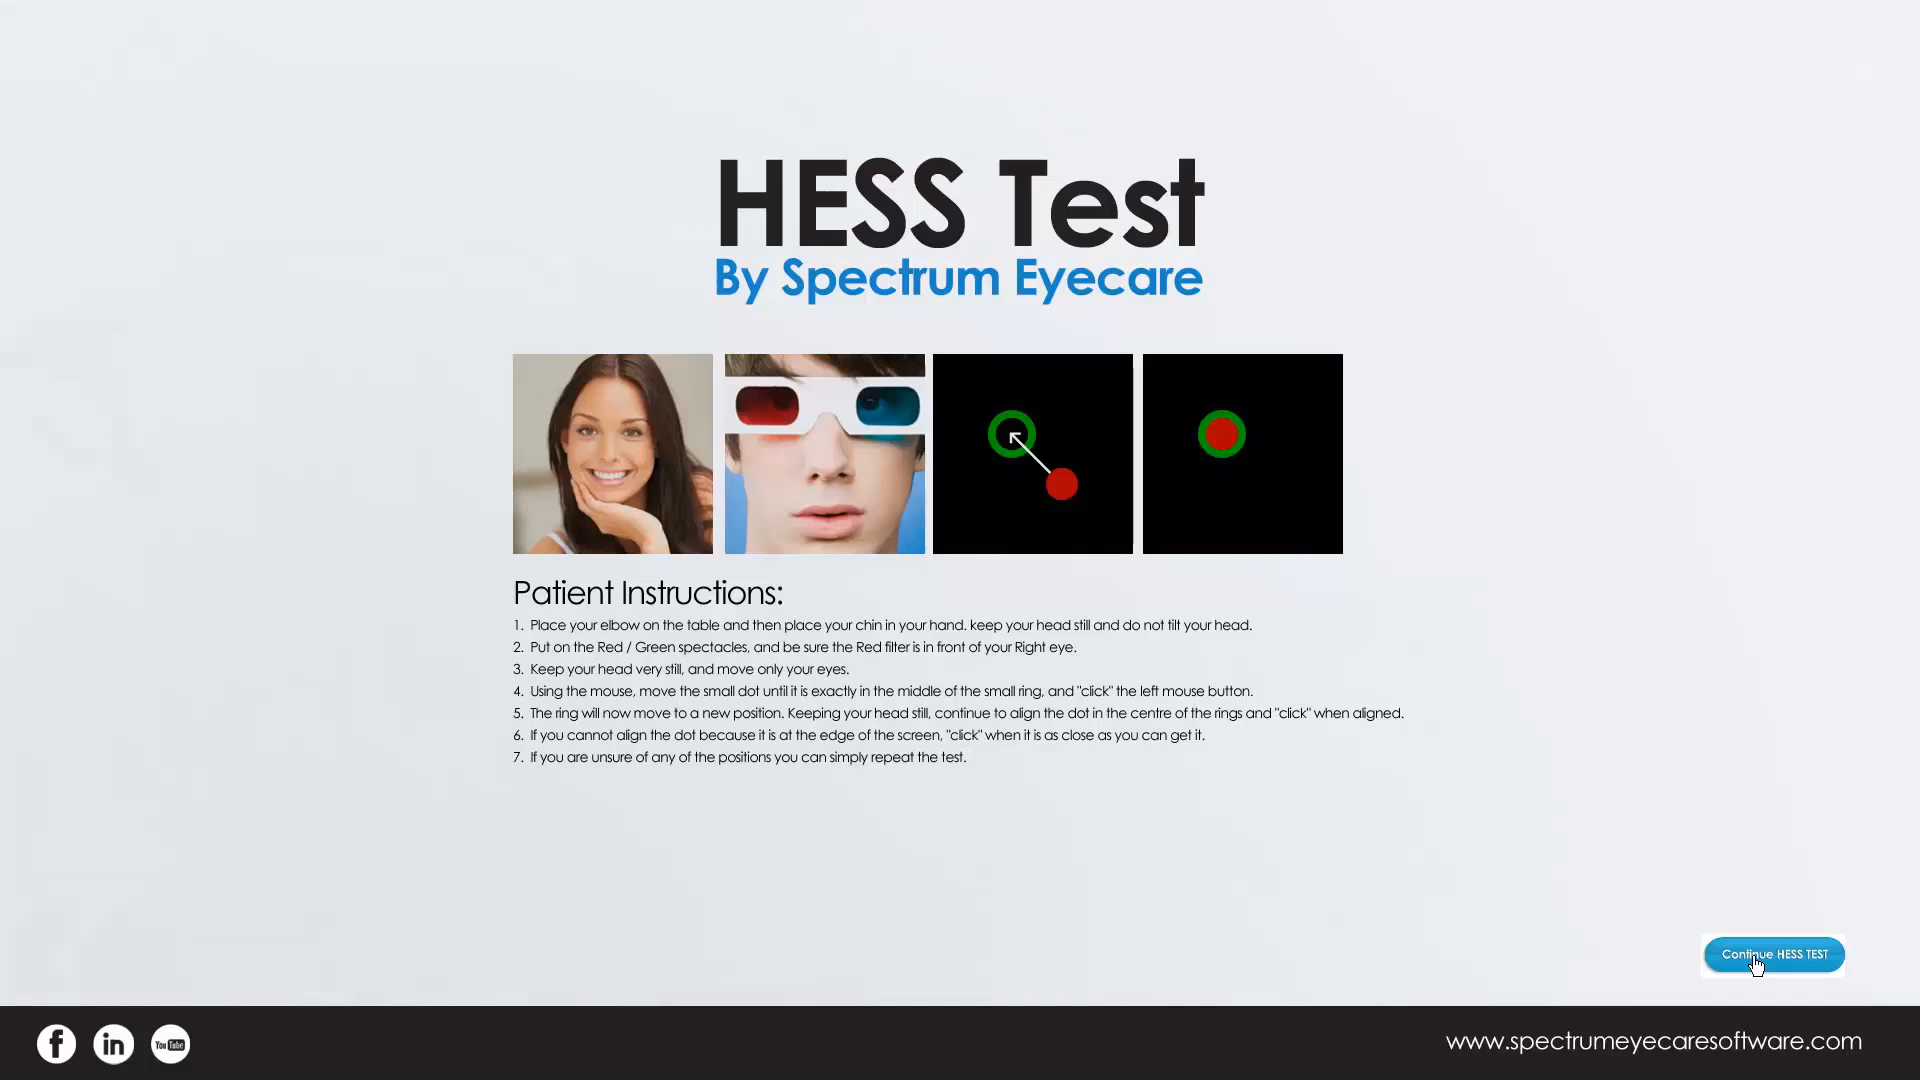 HESS Test
By Spectrum Eyecare
Patient Instructions:
1. Place your elbow on the table and then place your chin in your hand. keep your head still and do not tilt your head.
2. Put on the Red / Green spectacles, and be sure the Red filter is in front of your Right eye.
3. Keep your head very still, and move only your eyes.
4. Using the mouse, move the small dot until it is exactly in the middle of the small ring, and "click" the left mouse button.
5. The ring will now move to a new position. Keeping your head still, continue to align the dot in the centre of the rings and "click" when aligned.
6. If you cannot align the dot because it is at the edge of the screen, "click" when it is as close as you can get it.
7. If you are unsure of any of the positions you can simply repeat the test.
Continue HESS TEST
f in You Tube
www.spectrumeyecaresoftware.com